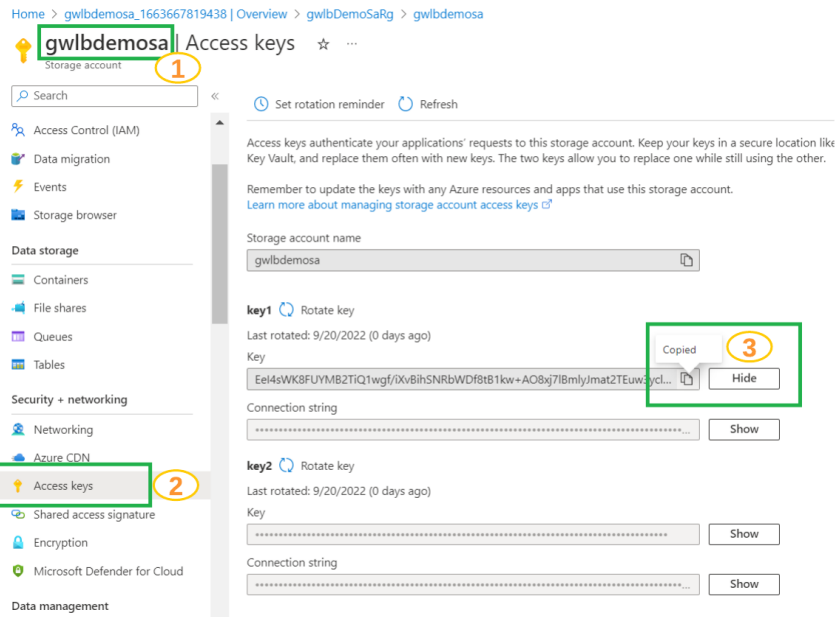 Home > gwlbdemosa_1663667819438 | Overview > gwlbDemoSaRg > gwlbdemosa
gwlbdemosa | Access keys ☆ ...
Storage account
1
Search «
Set rotation reminder Refresh
Access Control (IAM)
Data migration
Events
Storage browser
Data storage
Containers
File shares
Queues
Tables
Security + networking
Networking
Azure CDN
Access keys
2
Shared access signature
Encryption
Microsoft Defender for Cloud
Data management
Access keys authenticate your applications' requests to this storage account. Keep your keys in a secure location like
Key Vault, and replace them often with new keys. The two keys allow you to replace one while still using the other.
Remember to update the keys with any Azure resources and apps that use this storage account.
Learn more about managing storage account access keys
Storage account name
gwlbdemosa
key1 Rotate key
Last rotated: 9/20/2022 (0 days ago)
Copied
3
Key
Hide
Connection string
Show
key2 Rotate key
Last rotated: 9/20/2022 (0 days ago)
Key
Show
Connection string
Show